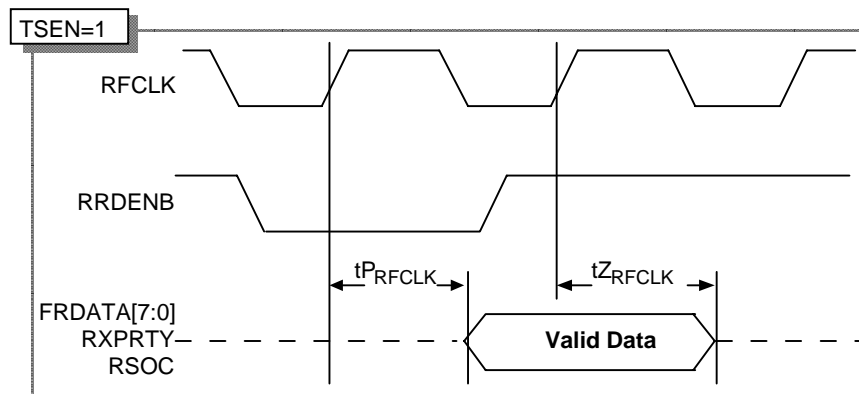 TSEN=1
RFCLK
RRDENB
tPRFCLK
tZRFCLK
FRDATA[7:0]
RXPRTY
RSOC
Valid Data